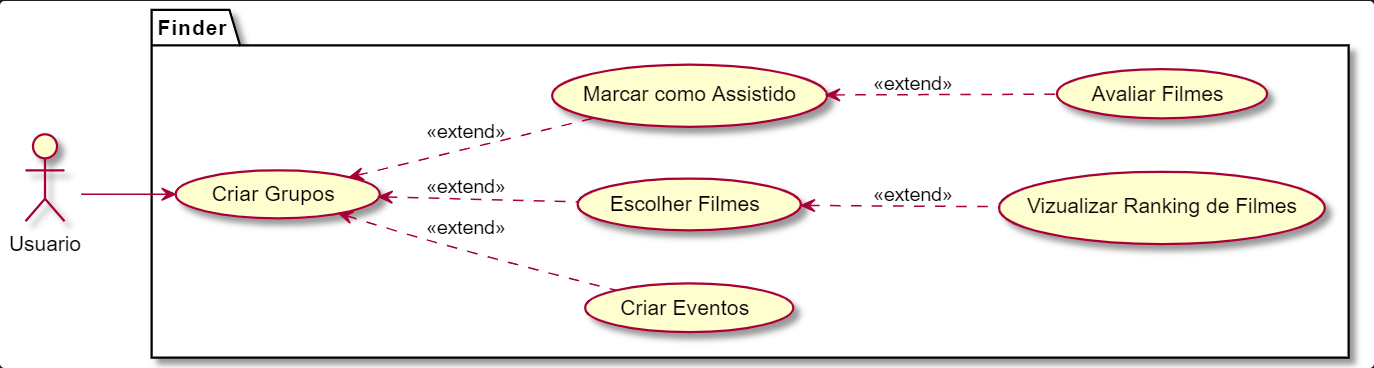 Finder
Marcar como Assistido
«extend»
Avaliar Filmes
«extend»
Criar Grupos
«extend»
Escolher Filmes
«extend»
Vizualizar Ranking de Filmes
«extend»
Usuario
Criar Eventos